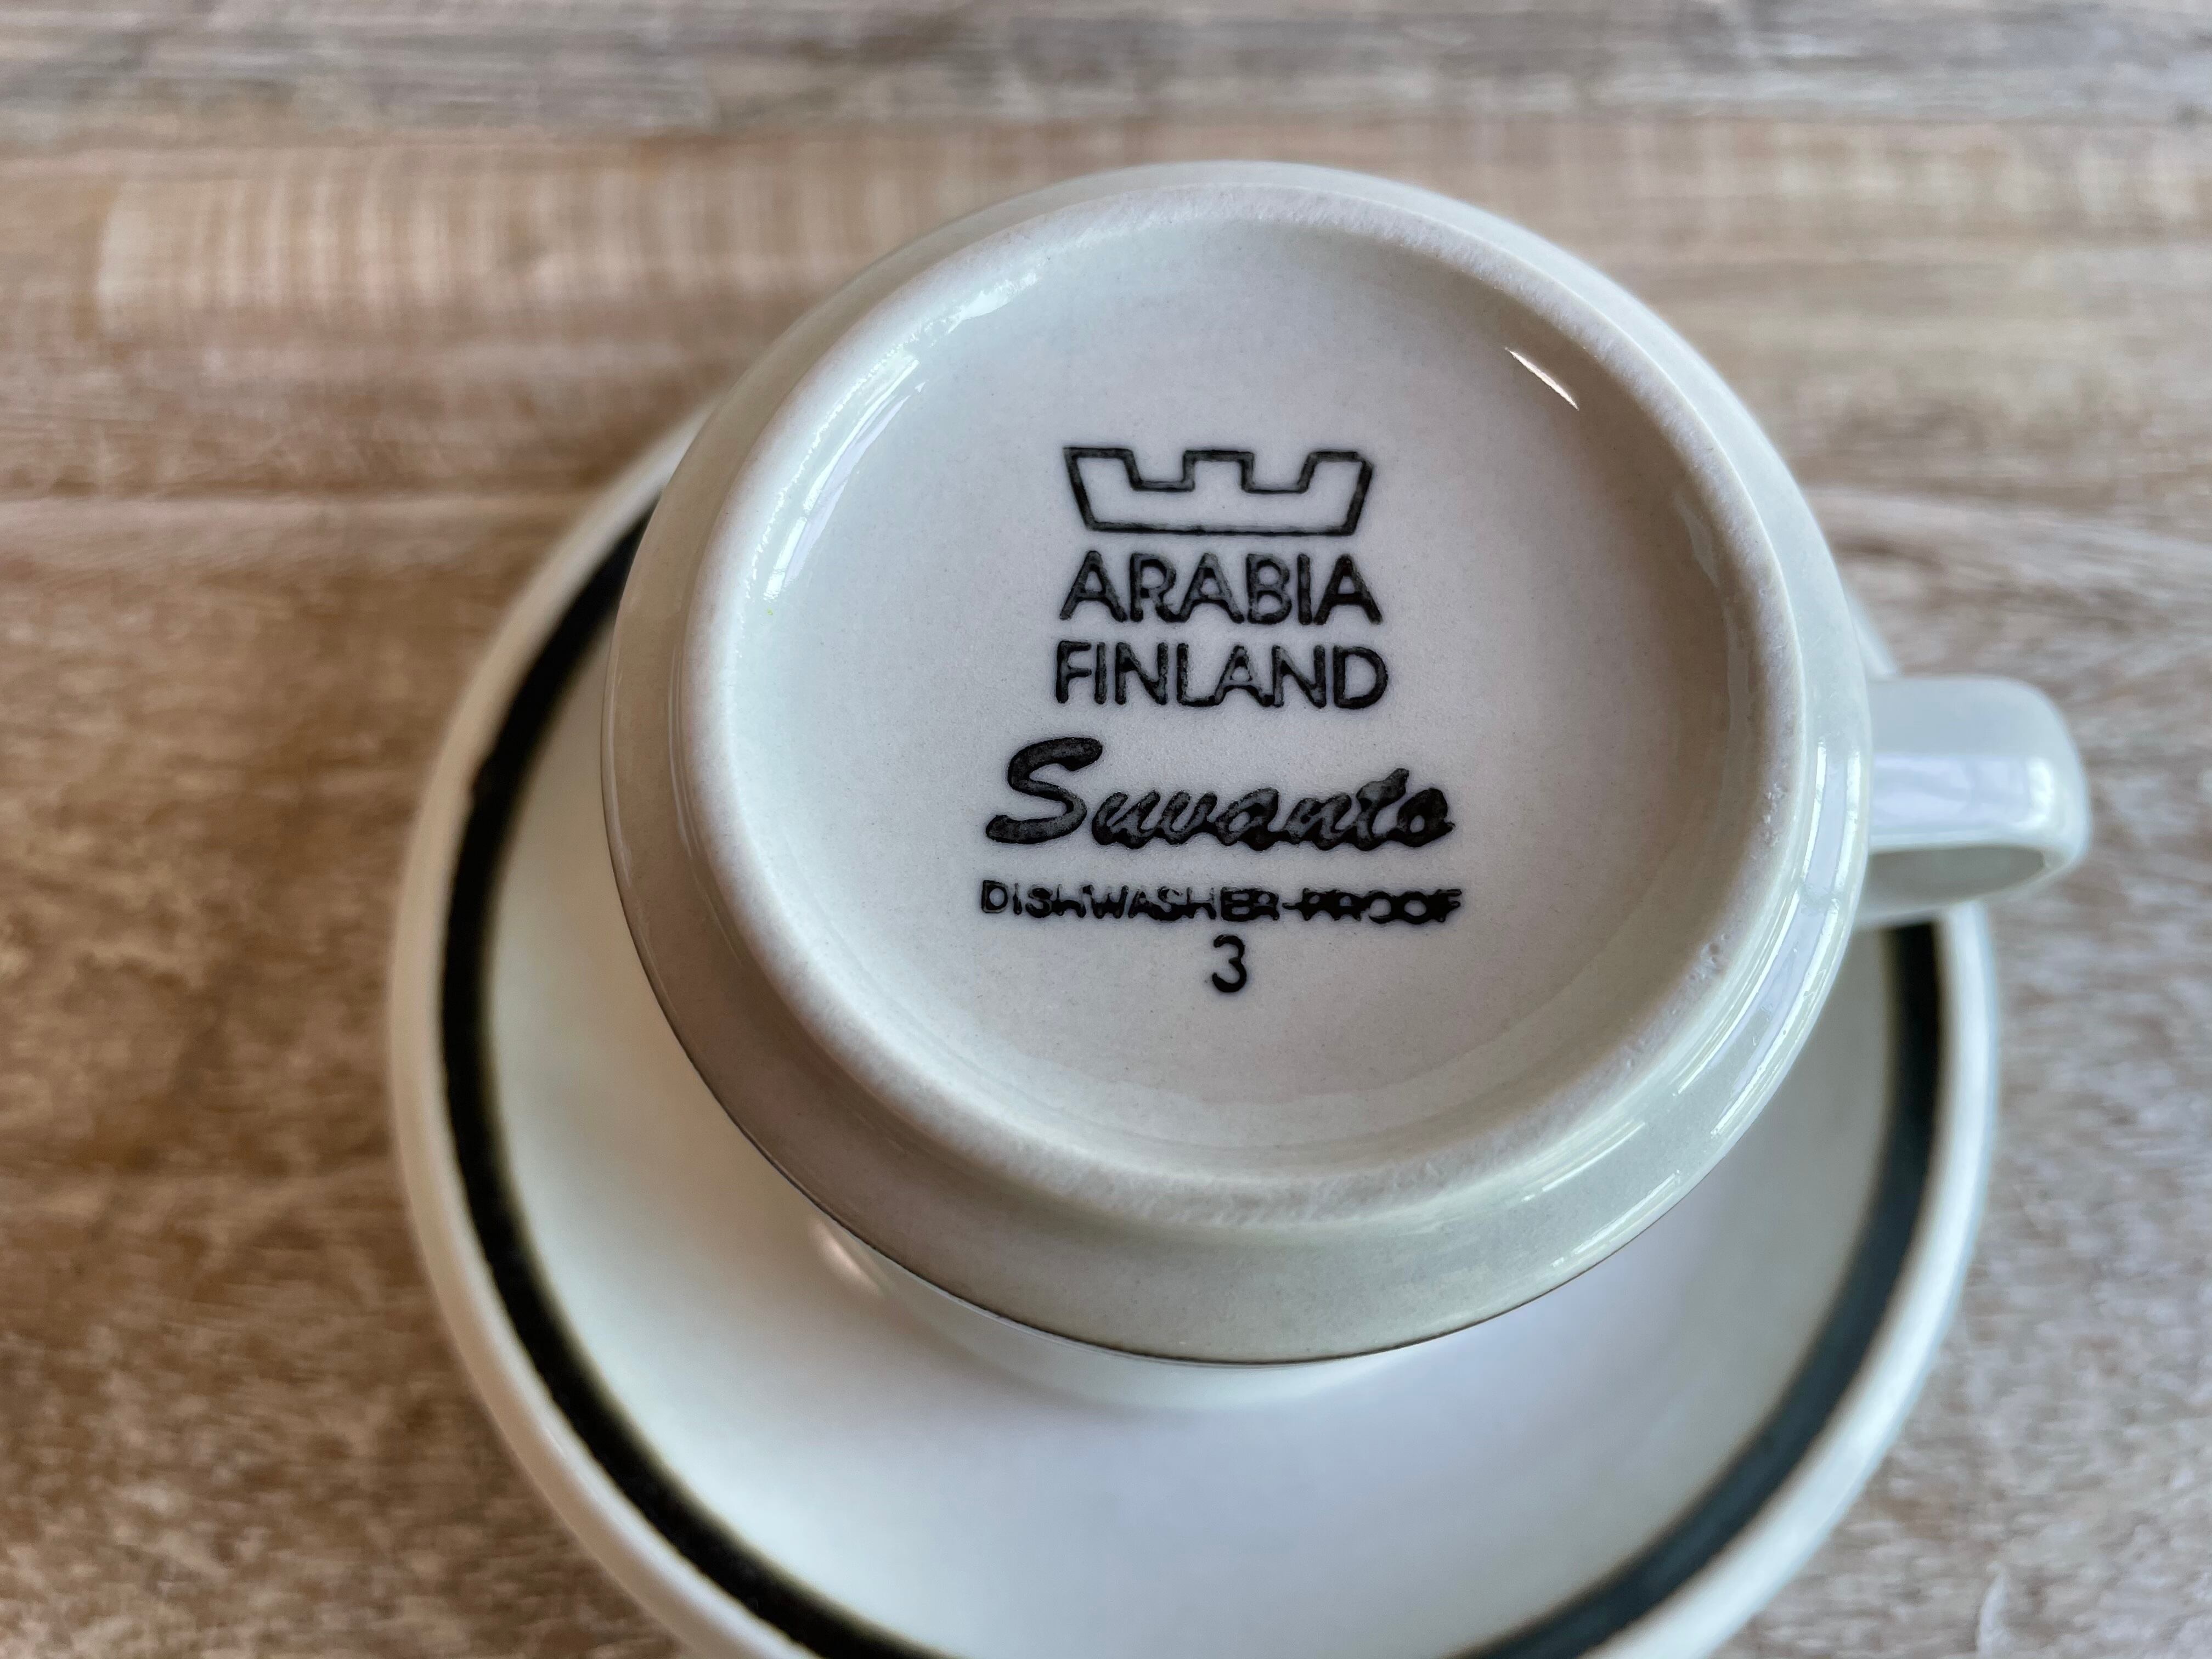 ARABIA
FINLAND
Suvanto
DISHWASHER-PROOF
3